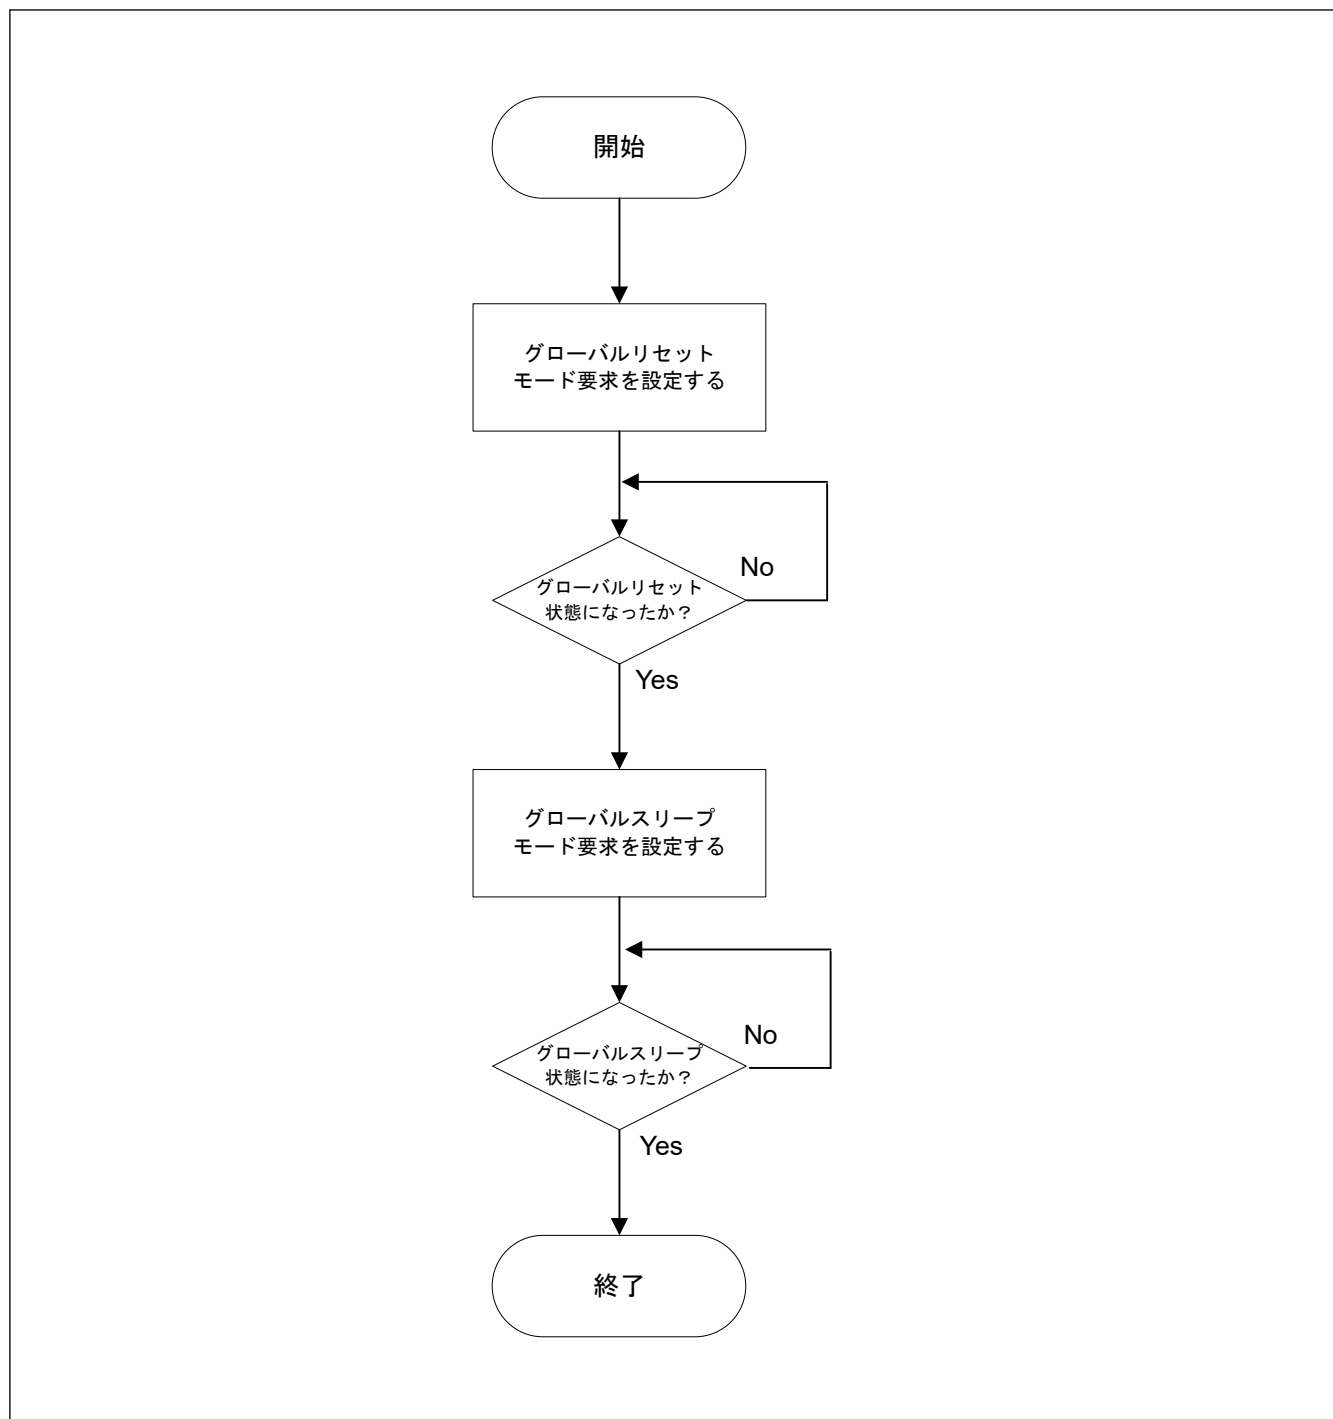 開始
グローバルリセット
モード要求を設定する
No
グローバルリセット
状態になったか？
Yes
グローバルスリープ
モード要求を設定する
No
グローバルスリープ
状態になったか？
Yes
終了